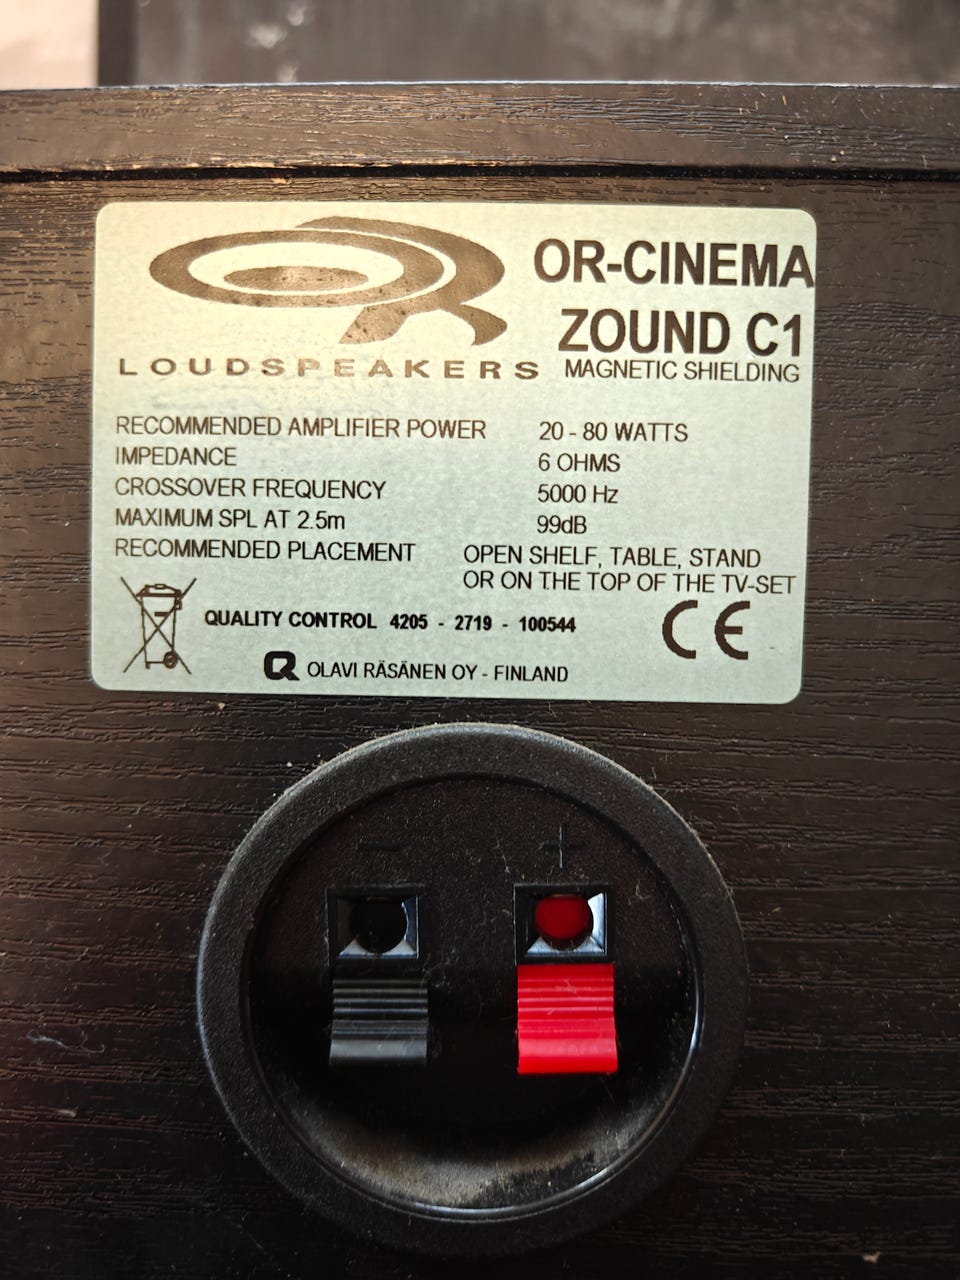 OR
LOUDSPEAKERS
OR-CINEMA
ZOUND C1
MAGNETIC SHIELDING
RECOMMENDED AMPLIFIER POWER 20 - 80 WATTS
IMPEDANCE 6 OHMS
CROSSOVER FREQUENCY 5000 Hz
MAXIMUM SPL AT 2.5m 99dB
RECOMMENDED PLACEMENT OPEN SHELF, TABLE, STAND
OR ON THE TOP OF THE TV-SET
QUALITY CONTROL 4205 - 2719 - 100544
CE
Q OLAVI RÄSÄNEN OY - FINLAND
− +